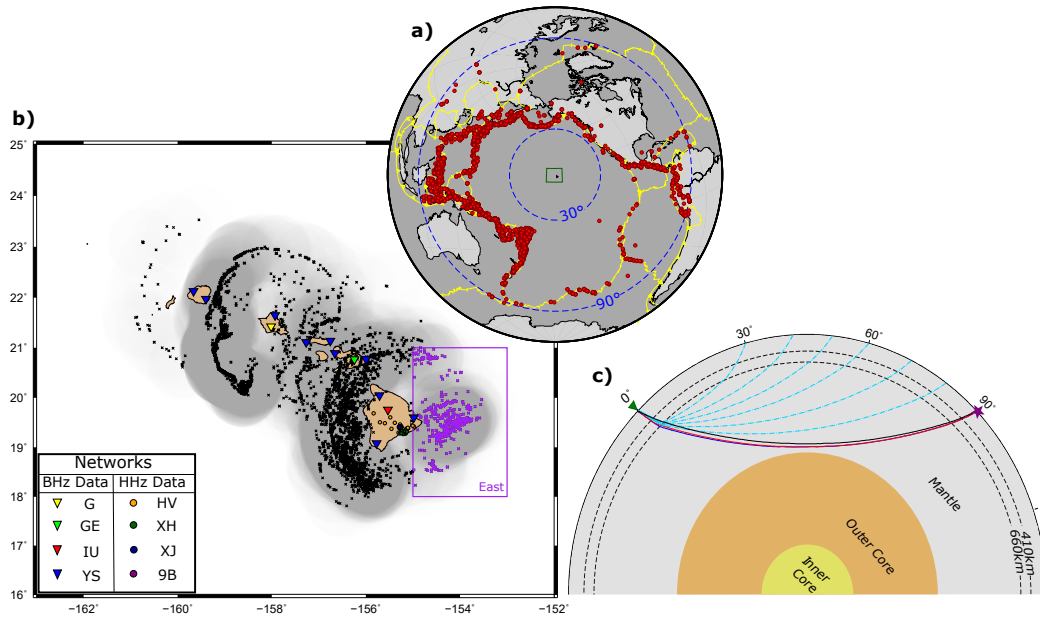 a)
30°
90°
b)
25°
24°
23°
22°
21°
20°
19°
18°
17°
16°
−162°
−160°
−158°
−156°
−154°
−152°
East
Networks
BHz Data HHz Data
G HV
GE XH
IU XJ
YS 9B
c)
0°
30°
60°
90°
Mantle
Outer Core
Inner Core
410km
660km